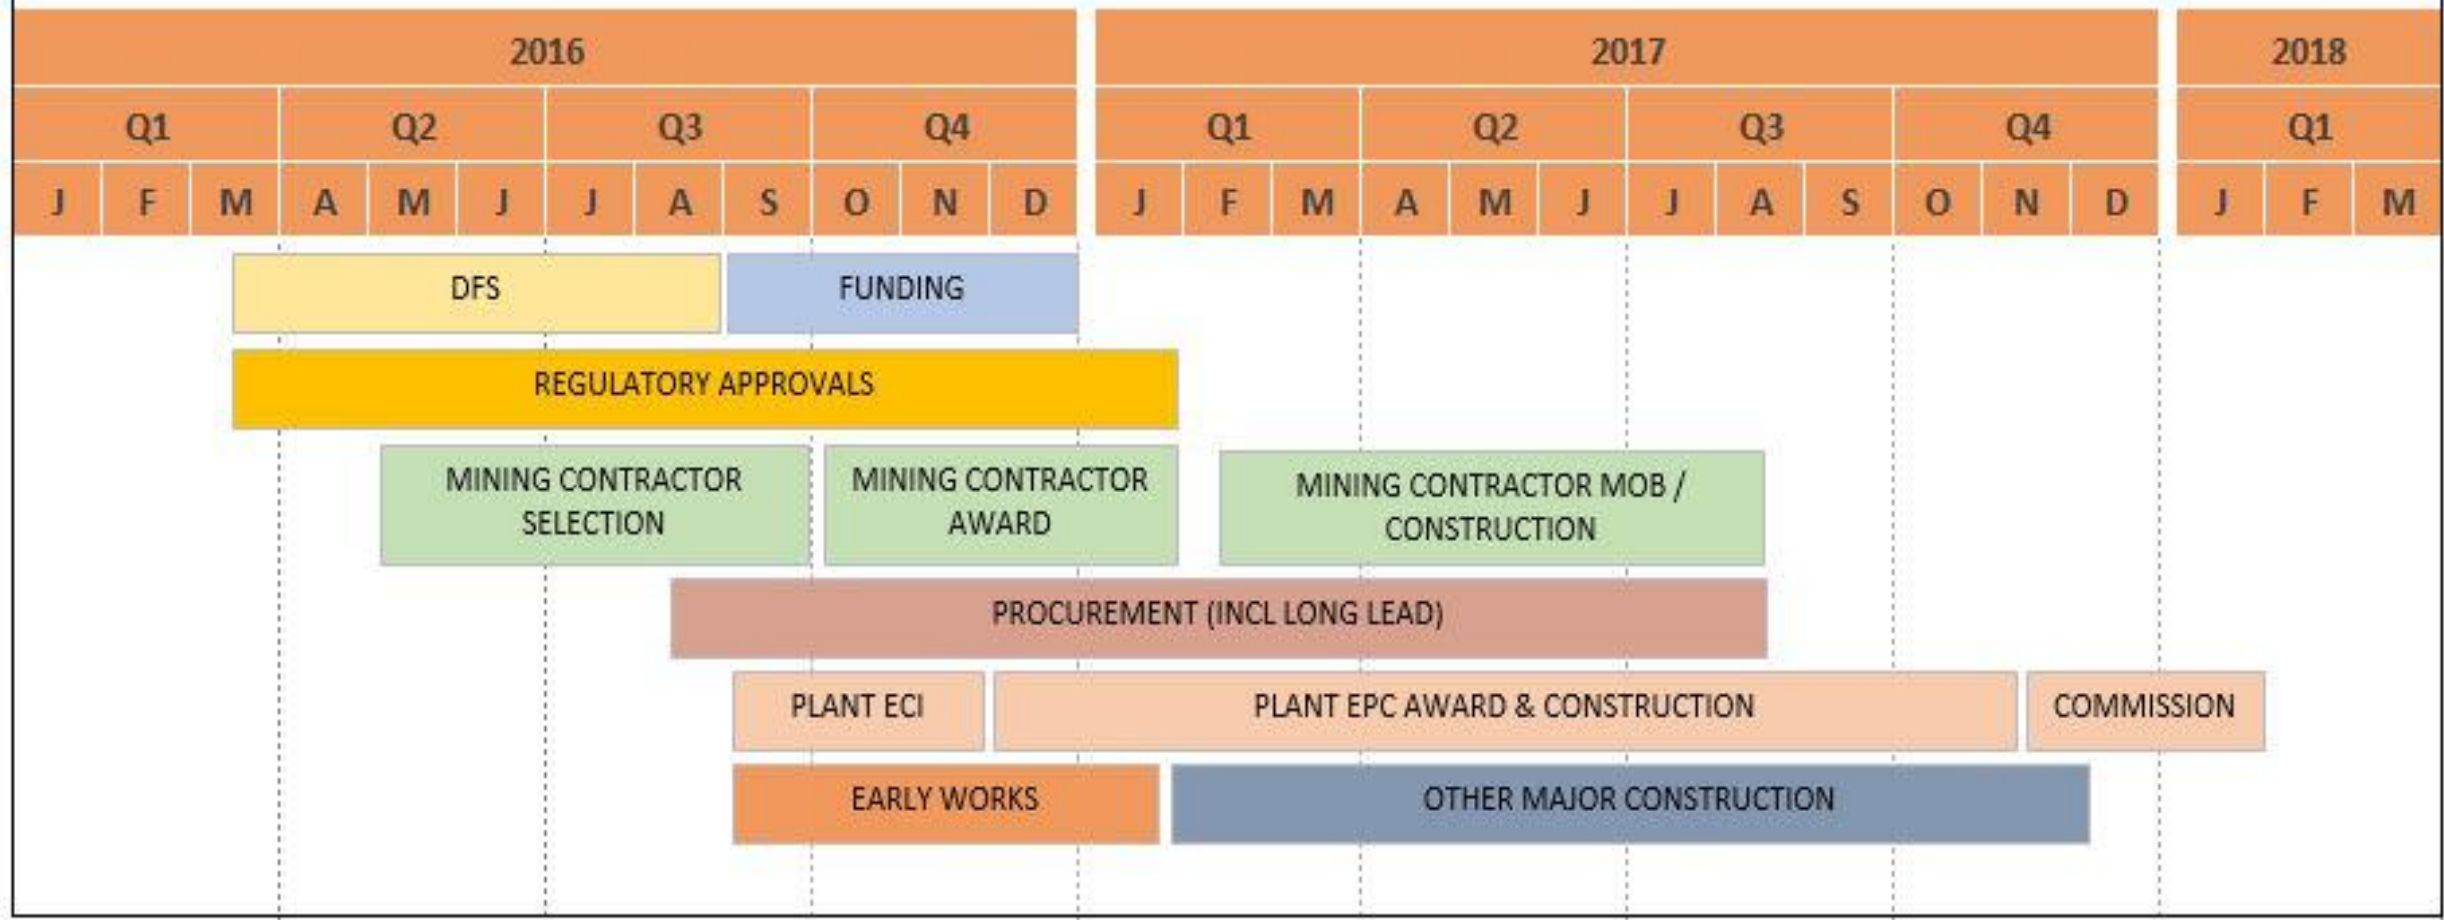 2016 2017 2018
Q1 Q2 Q3 Q4 Q1 Q2 Q3 Q4 Q1
J F M A M J J A S O N D J F M A M J J A S O N D J F M
DFS FUNDING
REGULATORY APPROVALS
MINING CONTRACTOR
SELECTION
MINING CONTRACTOR
AWARD
MINING CONTRACTOR MOB /
CONSTRUCTION
PROCUREMENT (INCL LONG LEAD)
PLANT ECI PLANT EPC AWARD & CONSTRUCTION COMMISSION
EARLY WORKS OTHER MAJOR CONSTRUCTION